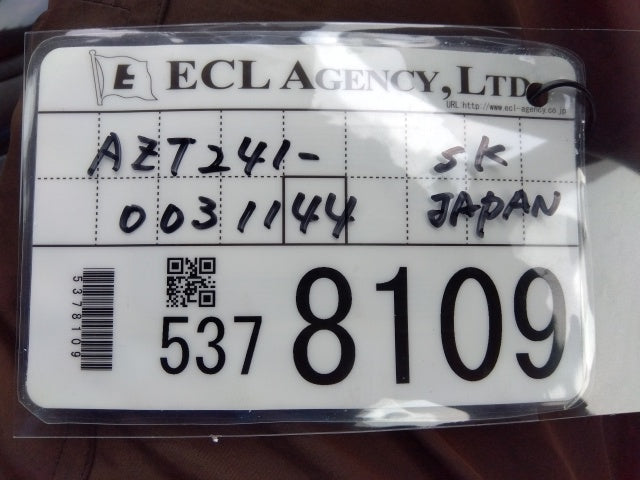 E ECL AGENCY, LTD.
URL:http://www.ecl-agency.co.jp
AZT241- SK
0031144 JAPAN
5378109
537 8109